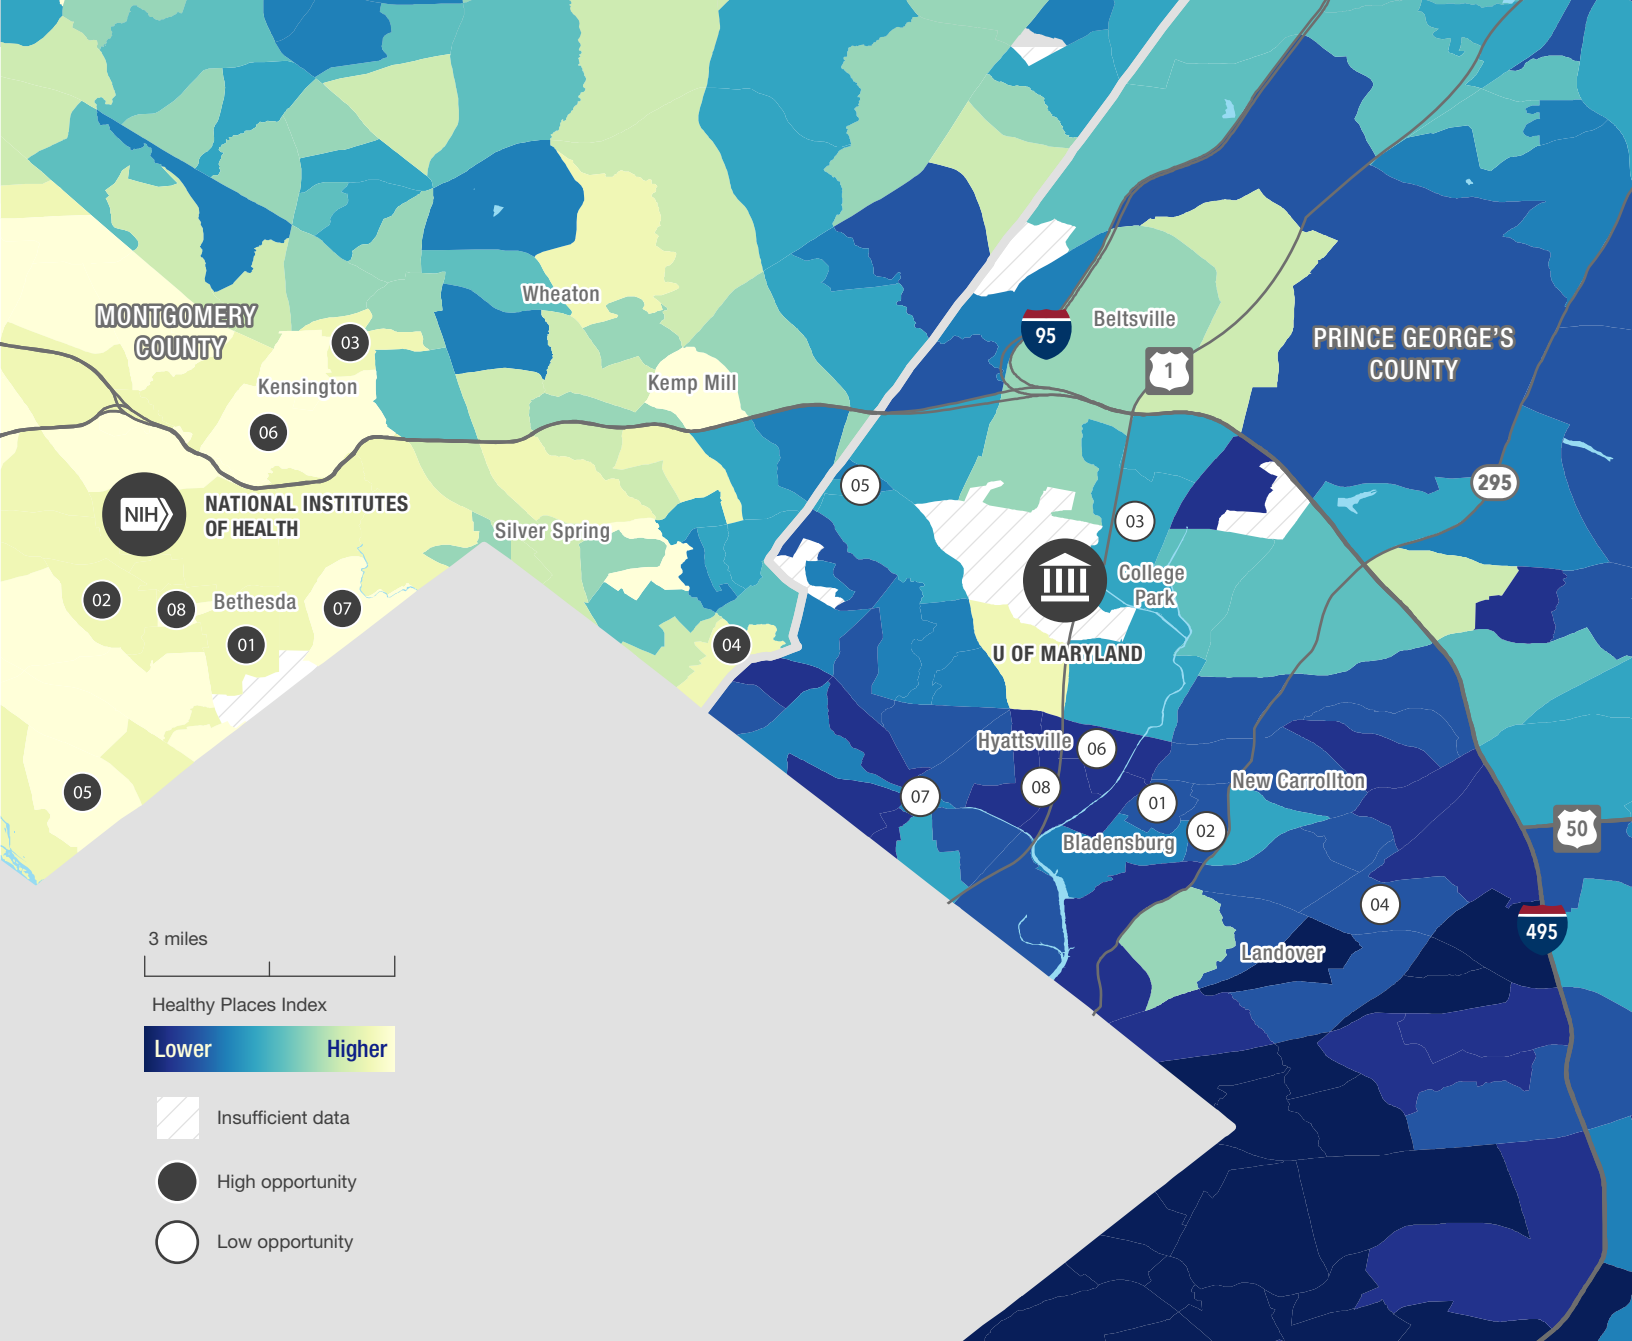 Wheaton
95
Beltsville
MONTGOMERY
COUNTY
03
PRINCE GEORGE'S
COUNTY
1
Kensington
Kemp Mill
06
05
295
NIH
NATIONAL INSTITUTES
OF HEALTH
Silver Spring
03
College
Park
02
08
Bethesda
07
01
04
U OF MARYLAND
Hyattsville
06
New Carrollton
05
07
08
01
02
50
Bladensburg
04
495
Landover
3 miles
Healthy Places Index
Lower
Higher
Insufficient data
High opportunity
Low opportunity